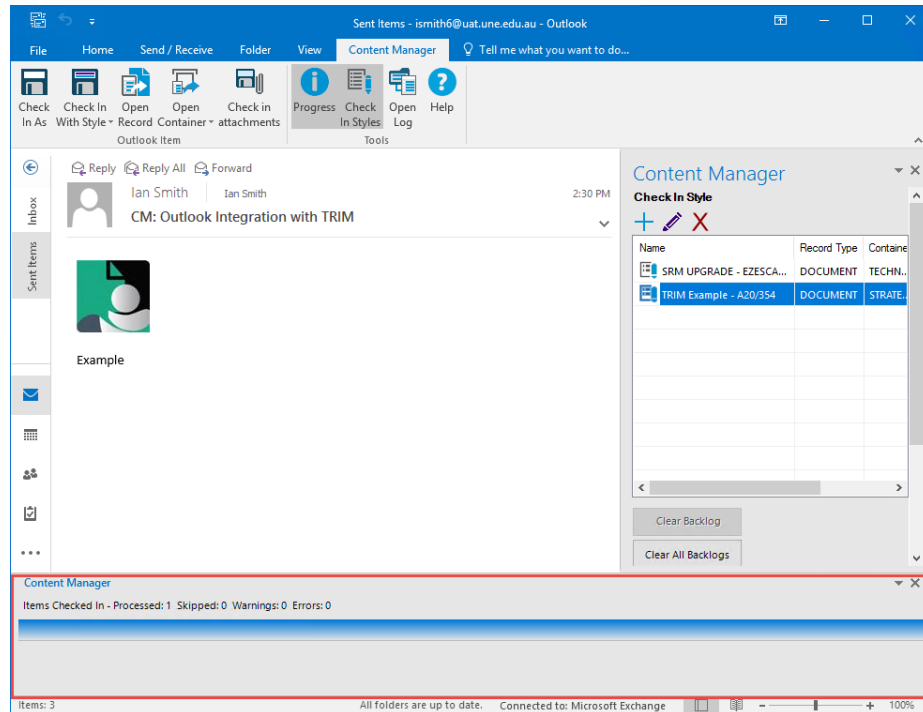 Sent Items - ismith6@uat.une.edu.au - Outlook
File Home Send / Receive Folder View Content Manager Tell me what you want to do...
Check In As
Check In With Style
Open Record
Open Container
Check in attachments
Outlook Item
Progress
Check In Styles
Open Log
Help
Tools
Inbox
Sent Items
Reply Reply All Forward
Ian Smith Ian Smith 2:30 PM
CM: Outlook Integration with TRIM
Example
Content Manager
Check In Style
Name Record Type Containe
SRM UPGRADE - EZESCA... DOCUMENT TECHN...
TRIM Example - A20/354 DOCUMENT STRATE...
Clear Backlog
Clear All Backlogs
Content Manager
Items Checked In - Processed: 1 Skipped: 0 Warnings: 0 Errors: 0
Items: 3 All folders are up to date. Connected to: Microsoft Exchange 100%